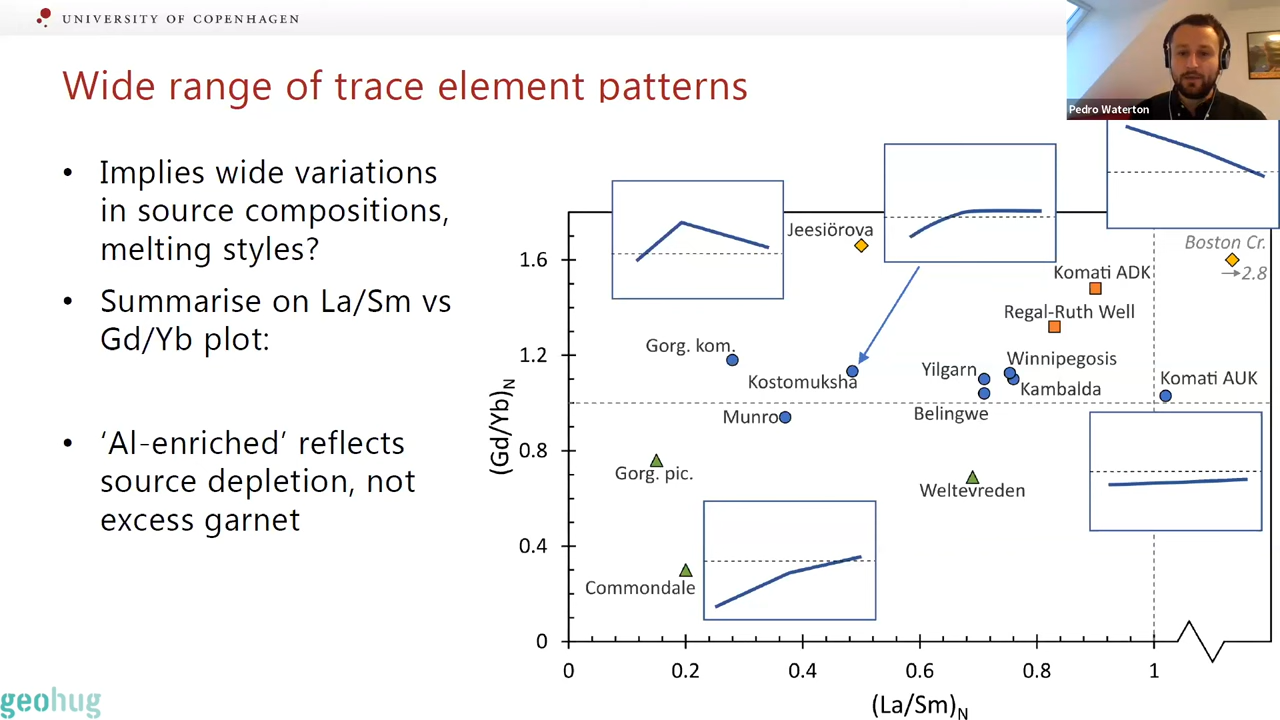 UNIVERSITY OF COPENHAGEN
Pedro Waterton
Wide range of trace element patterns
• Implies wide variations
in source compositions,
melting styles?
• Summarise on La/Sm vs
Gd/Yb plot:
• ‘Al-enriched’ reflects
source depletion, not
excess garnet
Jeesiörova
Boston Cr.
→2.8
Komati ADK
Regal-Ruth Well
Gorg. kom.
Kostomuksha
Yilgarn
Winnipegosis
Kambalda
Komati AUK
Munro
Belingwe
Gorg. pic.
Weltevreden
Commondale
(Gd/Yb)N
1.6
1.2
0.8
0.4
0
0 0.2 0.4 0.6 0.8 1
(La/Sm)N
geohug